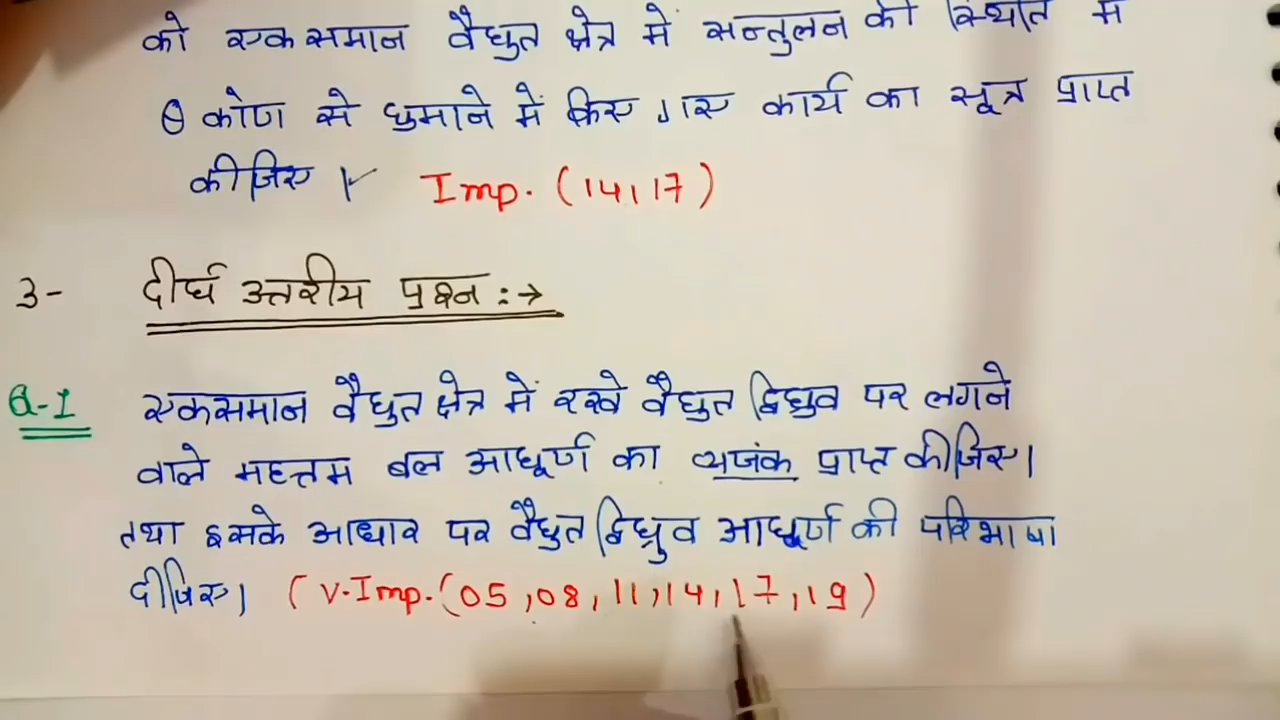 को एकसमान वैधुत क्षेत्र में सन्तुलन की स्थिति में
θ कोण से घुमाने में किए गए कार्य का सूत्र प्राप्त
कीजिए । Imp. (14,17)
3- दीर्घ उत्तरीय प्रश्न :→
Q-1 एकसमान वैधुत क्षेत्र में रखे वैधुत द्विध्रुव पर लगने
वाले महत्तम बल आघूर्ण का व्यजंक प्राप्त कीजिए।
तथा इसके आधार पर वैधुत द्विध्रुव आघूर्ण की परिभाषा
दीजिए। (V.Imp.(05,08,11,14,17,19)